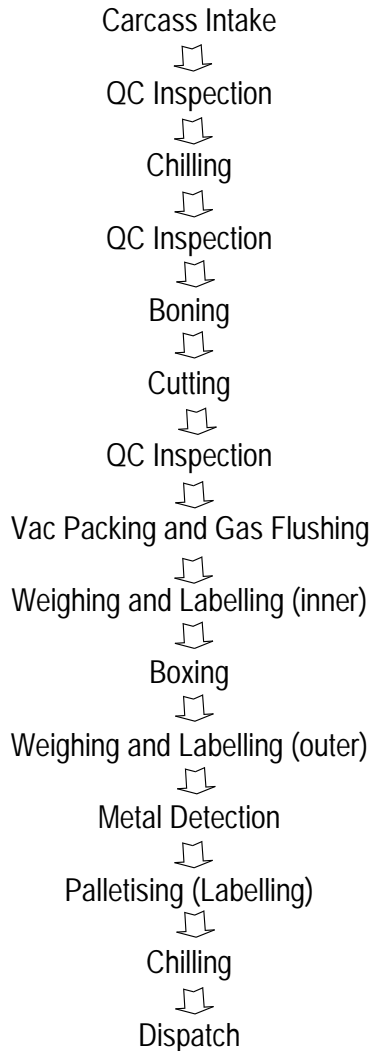 Carcass Intake
QC Inspection
Chilling
QC Inspection
Boning
Cutting
QC Inspection
Vac Packing and Gas Flushing
Weighing and Labelling (inner)
Boxing
Weighing and Labelling (outer)
Metal Detection
Palletising (Labelling)
Chilling
Dispatch